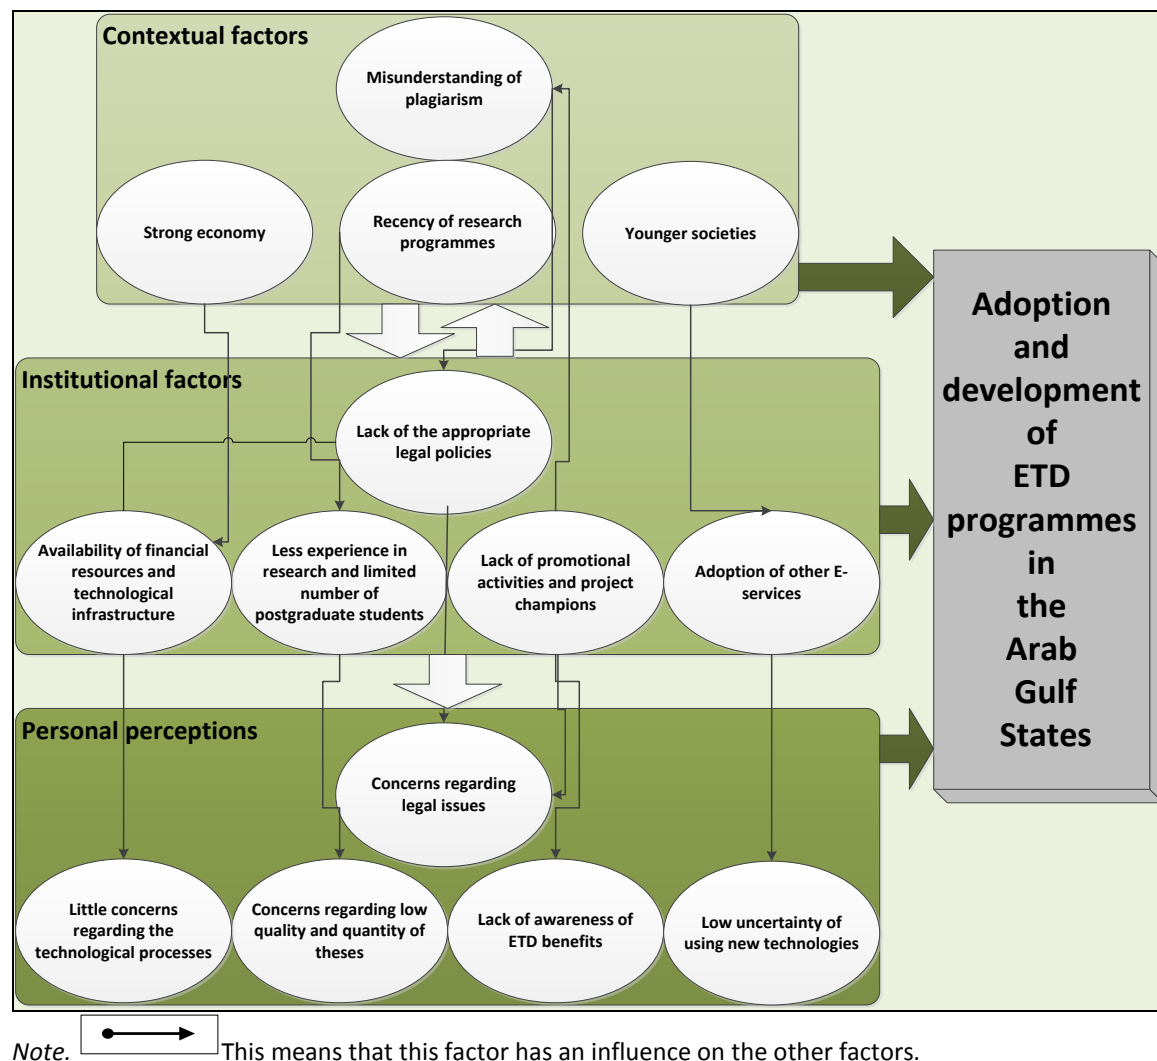 Contextual factors
Misunderstanding of
plagiarism
Strong economy
Recency of research
programmes
Younger societies
Institutional factors
Lack of the appropriate
legal policies
Availability of financial
resources and
technological
infrastructure
Less experience in
research and limited
number of
postgraduate students
Lack of promotional
activities and project
champions
Adoption of other E-
services
Personal perceptions
Concerns regarding
legal issues
Little concerns
regarding the
technological processes
Concerns regarding low
quality and quantity of
theses
Lack of awareness of
ETD benefits
Low uncertainty of
using new technologies
Adoption
and
development
of
ETD
programmes
in
the
Arab
Gulf
States
Note. This means that this factor has an influence on the other factors.